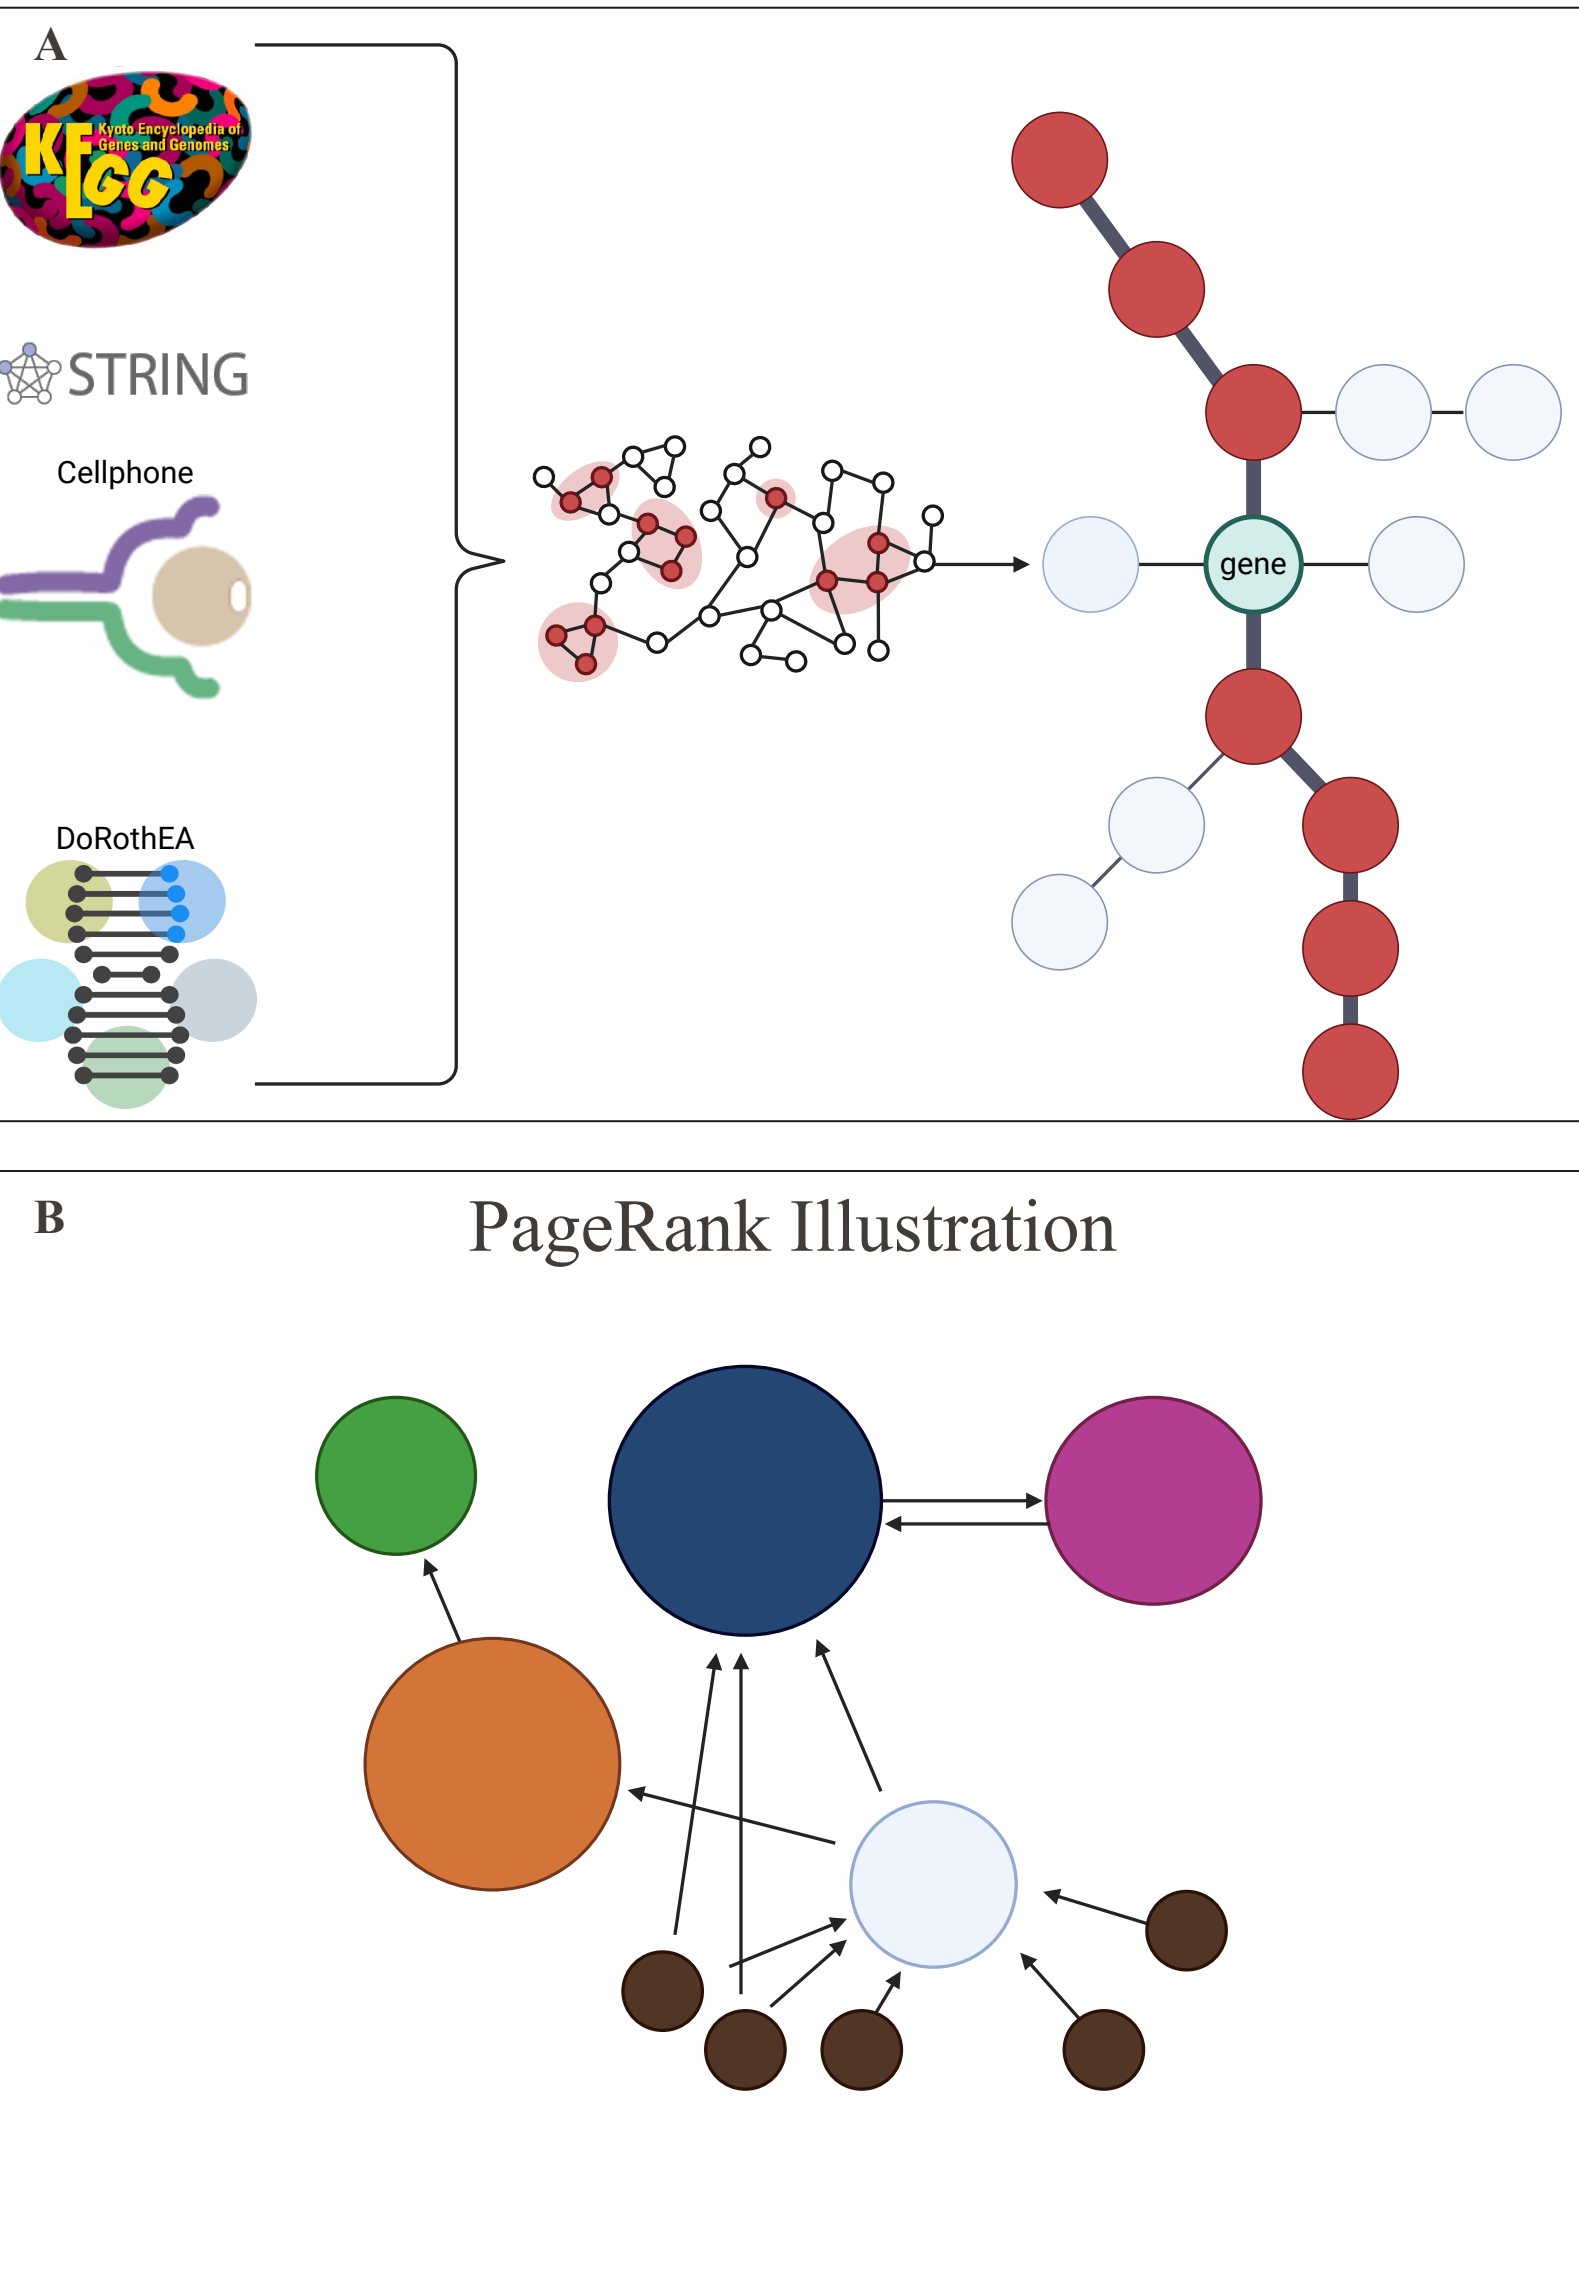 A
KEGG
Kyoto Encyclopedia of
Genes and Genomes
STRING
Cellphone
gene
DoRothEA
B
PageRank Illustration